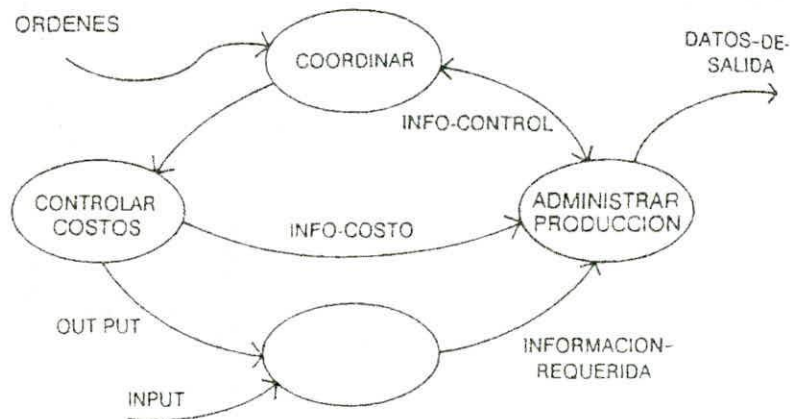 ORDENES
COORDINAR
DATOS-DE-
SALIDA
INFO-CONTROL
CONTROLAR
COSTOS
ADMINISTRAR
PRODUCCION
INFO-COSTO
OUT PUT
INFORMACION-
REQUERIDA
INPUT